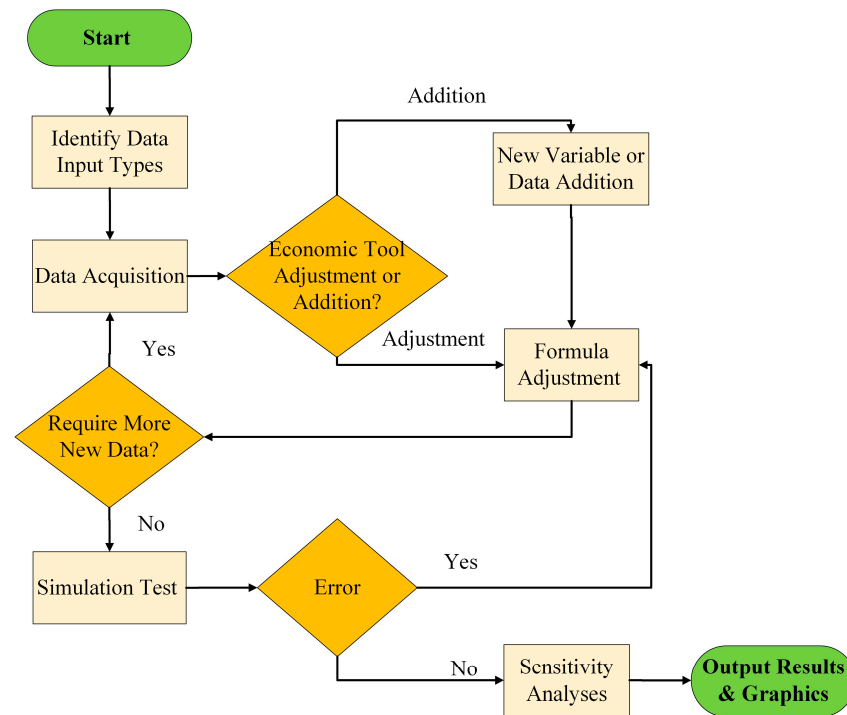 Start
Addition
Identify Data
Input Types
New Variable or
Data Addition
Data Acquisition
Economic Tool
Adjustment or
Addition?
Adjustment
Formula
Adjustment
Yes
Require More
New Data?
No
Simulation Test
Error
Yes
No
Scnsitivity
Analyses
Output Results
& Graphics